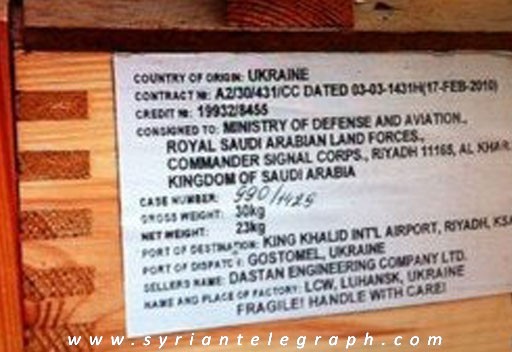 COUNTRY OF ORIGIN: UKRAINE
CONTRACT №: A2/30/431/CC DATED 03-03-1431H(17-FEB-2010)
CREDIT №: 19932/8455
CONSIGNED TO: MINISTRY OF DEFENSE AND AVIATION.,
ROYAL SAUDI ARABIAN LAND FORCES.,
COMMANDER SIGNAL CORPS., RIYADH 11165, AL KHAR
KINGDOM OF SAUDI ARABIA
CASE NUMBER: 990/1425
GROSS WEIGHT: 30kg
NET WEIGHT: 23kg
PORT OF DESTINATION: KING KHALID INT'L AIRPORT, RIYADH, KSA
PORT OF DISPATCH: GOSTOMEL, UKRAINE
SELLERS NAME: DASTAN ENGINEERING COMPANY LTD.
NAME AND PLACE OF FACTORY: LCW, LUHANSK, UKRAINE
FRAGILE! HANDLE WITH CARE!
www.syriantelegraph.com